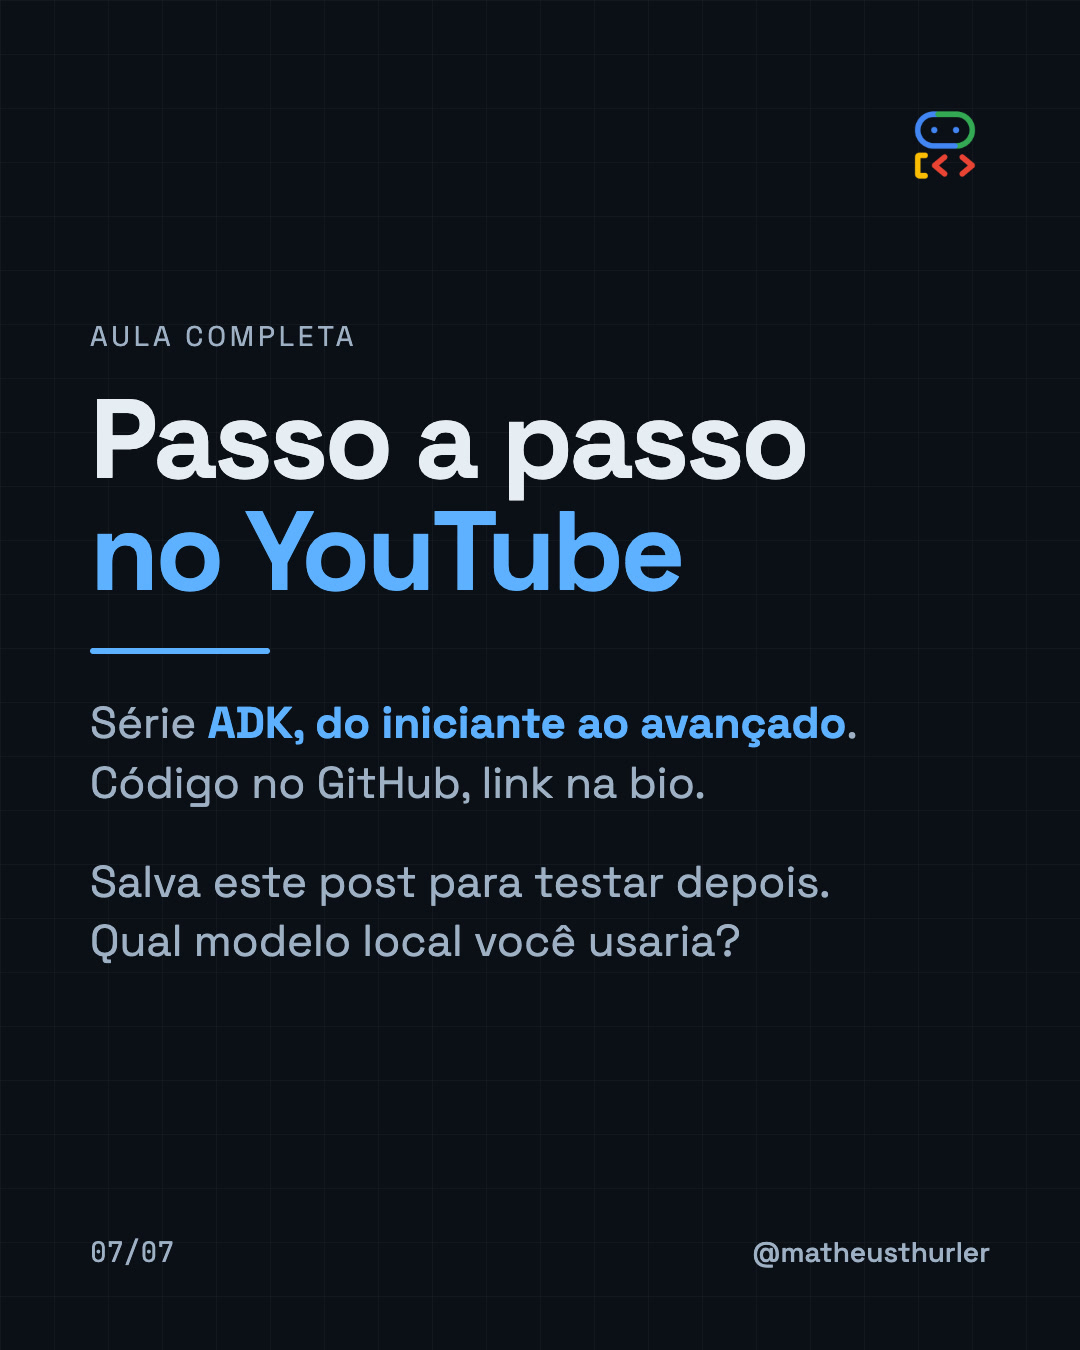 AULA COMPLETA
Passo a passo
no YouTube
Série ADK, do iniciante ao avançado.
Código no GitHub, link na bio.
Salva este post para testar depois.
Qual modelo local você usaria?
07/07
@matheusthurler